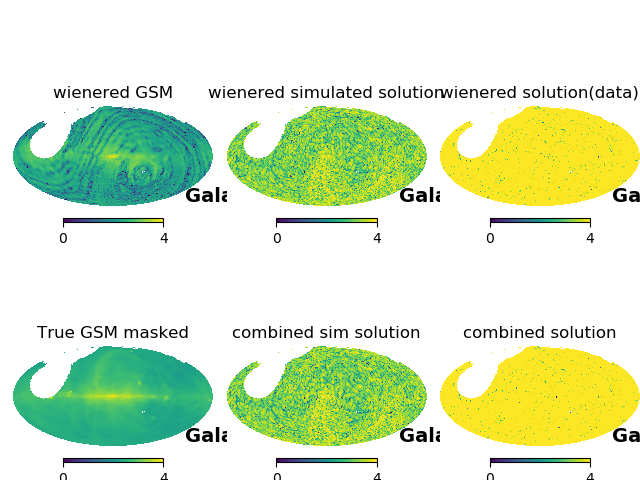 wienered GSM
wienered simulated solution
wienered solution(data)
Gala
Gala
Ga
0 4
0 4
0 4
True GSM masked
combined sim solution
combined solution
Gala
Gala
Ga
0 4
0 4
0 4